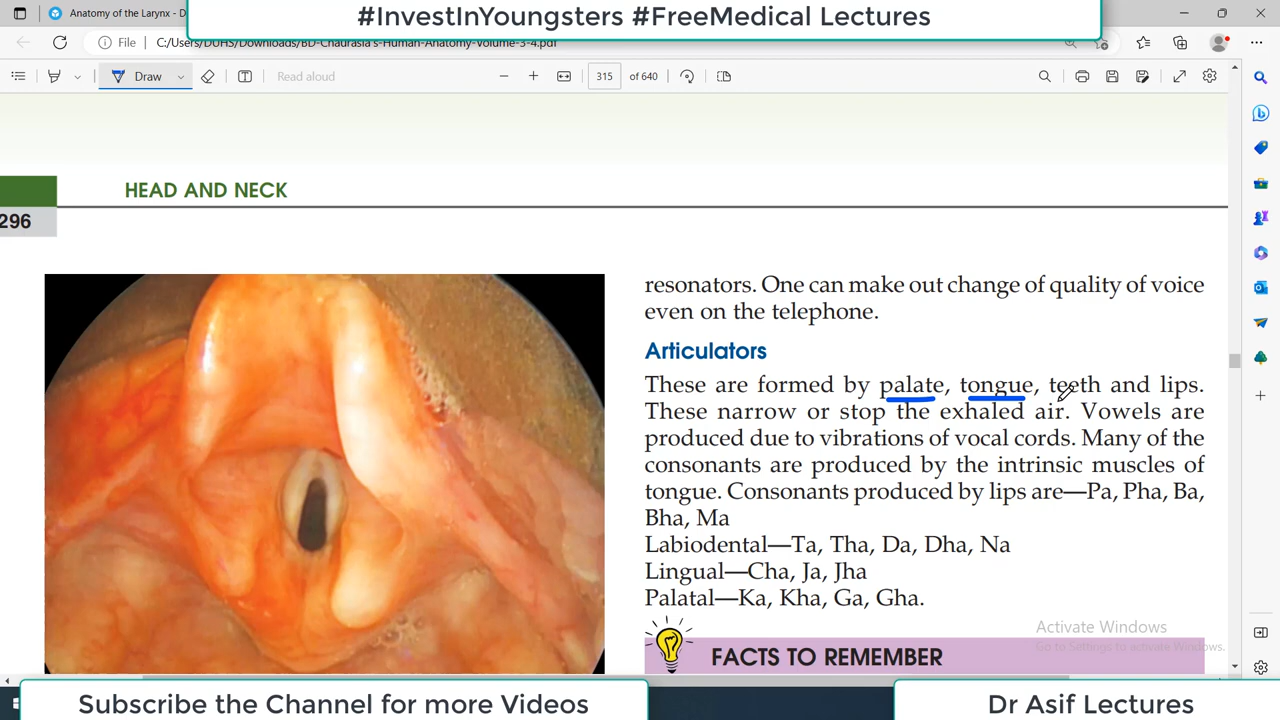 #InvestInYoungsters #FreeMedical Lectures
Anatomy of the Larynx - D
File
C:/Users/DUHS/Downloads/BD-Chaurasia's-Human-Anatomy-Volume-3-4.pdf
Draw
Read aloud
315 of 640
HEAD AND NECK
296
resonators. One can make out change of quality of voice
even on the telephone.
Articulators
These are formed by palate, tongue, teeth and lips.
These narrow or stop the exhaled air. Vowels are
produced due to vibrations of vocal cords. Many of the
consonants are produced by the intrinsic muscles of
tongue. Consonants produced by lips are—Pa, Pha, Ba,
Bha, Ma
Labiodental—Ta, Tha, Da, Dha, Na
Lingual—Cha, Ja, Jha
Palatal—Ka, Kha, Ga, Gha.
Activate Windows
Go to Settings to activate Windows.
FACTS TO REMEMBER
Subscribe the Channel for more Videos
Dr Asif Lectures